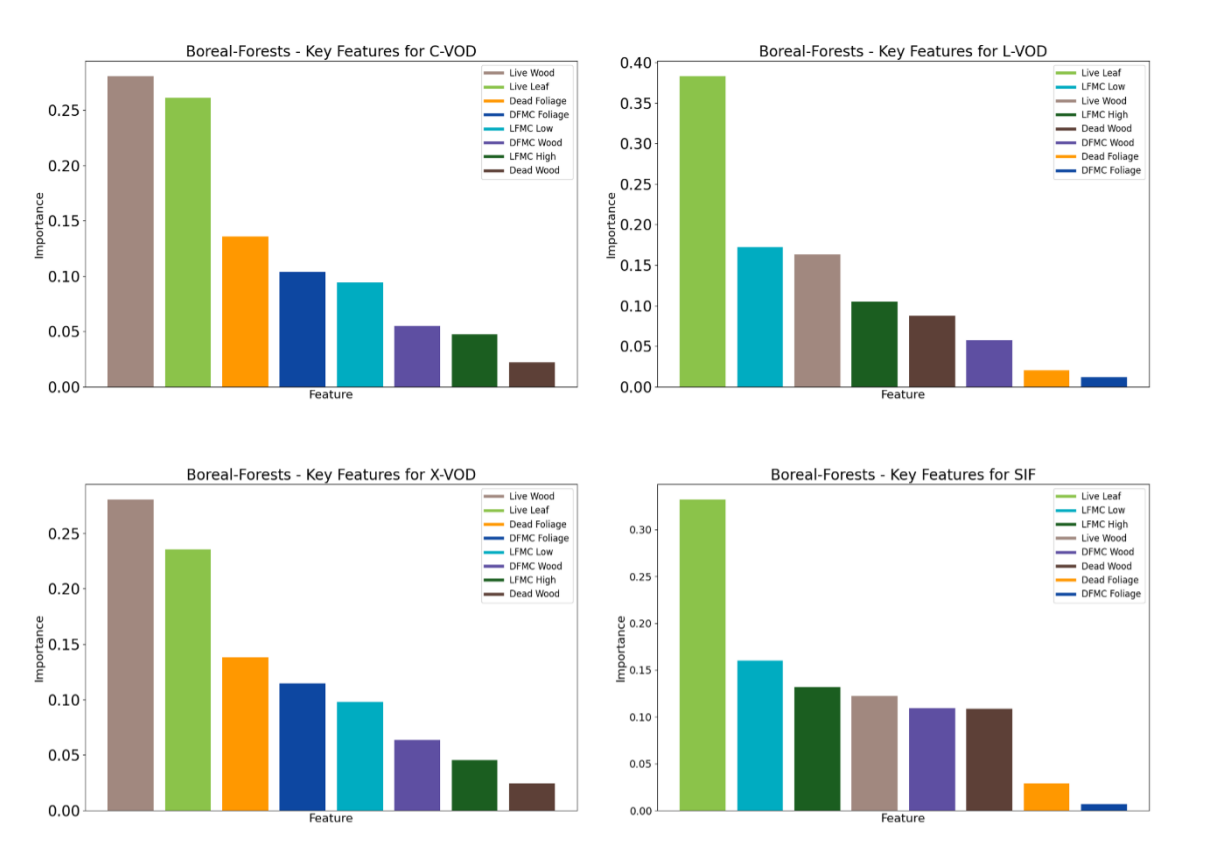 Boreal-Forests - Key Features for C-VOD
Importance
0.25
0.20
0.15
0.10
0.05
0.00
Live Wood
Live Leaf
Dead Foliage
DFMC Foliage
LFMC Low
DFMC Wood
LFMC High
Dead Wood
Feature
Boreal-Forests - Key Features for L-VOD
Importance
0.40
0.35
0.30
0.25
0.20
0.15
0.10
0.05
0.00
Live Leaf
LFMC Low
Live Wood
LFMC High
Dead Wood
DFMC Wood
Dead Foliage
DFMC Foliage
Feature
Boreal-Forests - Key Features for X-VOD
Importance
0.25
0.20
0.15
0.10
0.05
0.00
Live Wood
Live Leaf
Dead Foliage
DFMC Foliage
LFMC Low
DFMC Wood
LFMC High
Dead Wood
Feature
Boreal-Forests - Key Features for SIF
Importance
0.30
0.25
0.20
0.15
0.10
0.05
0.00
Live Leaf
LFMC Low
LFMC High
Live Wood
DFMC Wood
Dead Wood
Dead Foliage
DFMC Foliage
Feature